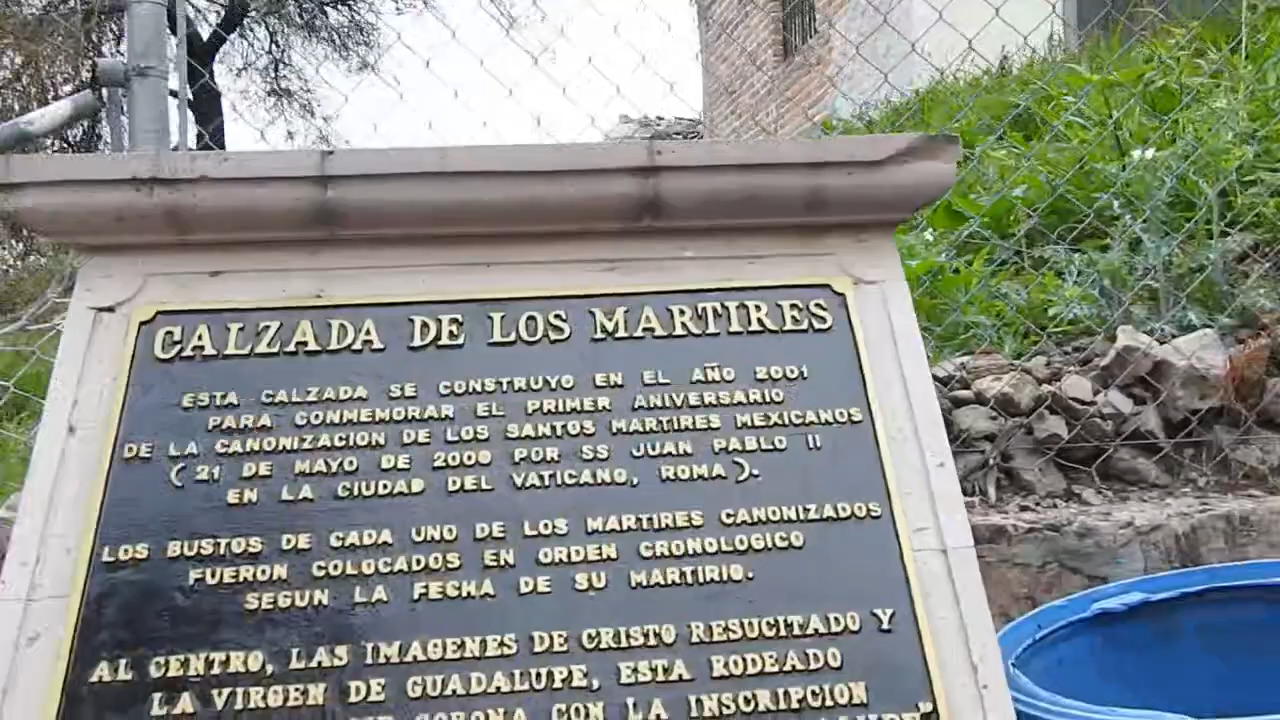 CALZADA DE LOS MARTIRES
ESTA CALZADA SE CONSTRUYO EN EL AÑO 2001
PARA CONMEMORAR EL PRIMER ANIVERSARIO
DE LA CANONIZACION DE LOS SANTOS MARTIRES MEXICANOS
( 21 DE MAYO DE 2000 POR SS JUAN PABLO II
EN LA CIUDAD DEL VATICANO, ROMA ).
LOS BUSTOS DE CADA UNO DE LOS MARTIRES CANONIZADOS
FUERON COLOCADOS EN ORDEN CRONOLOGICO
SEGUN LA FECHA DE SU MARTIRIO.
AL CENTRO, LAS IMAGENES DE CRISTO RESUCITADO Y
LA VIRGEN DE GUADALUPE, ESTA RODEADO
CORONA CON LA INSCRIPCION